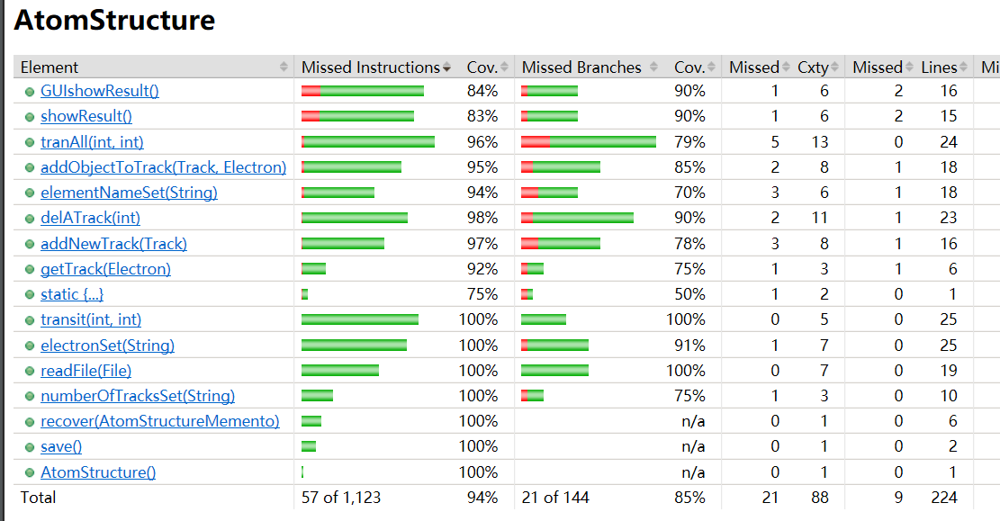 AtomStructure
Element Missed Instructions Cov. Missed Branches Cov. Missed Cxty Missed Lines Mi
GUIshowResult() 84% 90% 1 6 2 16
showResult() 83% 90% 1 6 2 15
tranAll(int, int) 96% 79% 5 13 0 24
addObjectToTrack(Track, Electron) 95% 85% 2 8 1 18
elementNameSet(String) 94% 70% 3 6 1 18
delATrack(int) 98% 90% 2 11 1 23
addNewTrack(Track) 97% 78% 3 8 1 16
getTrack(Electron) 92% 75% 1 3 1 6
static {...} 75% 50% 1 2 0 1
transit(int, int) 100% 100% 0 5 0 25
electronSet(String) 100% 91% 1 7 0 25
readFile(File) 100% 100% 0 7 0 19
numberOfTracksSet(String) 100% 75% 1 3 0 10
recover(AtomStructureMemento) 100% n/a 0 1 0 6
save() 100% n/a 0 1 0 2
AtomStructure() 100% n/a 0 1 0 1
Total 57 of 1,123 94% 21 of 144 85% 21 88 9 224